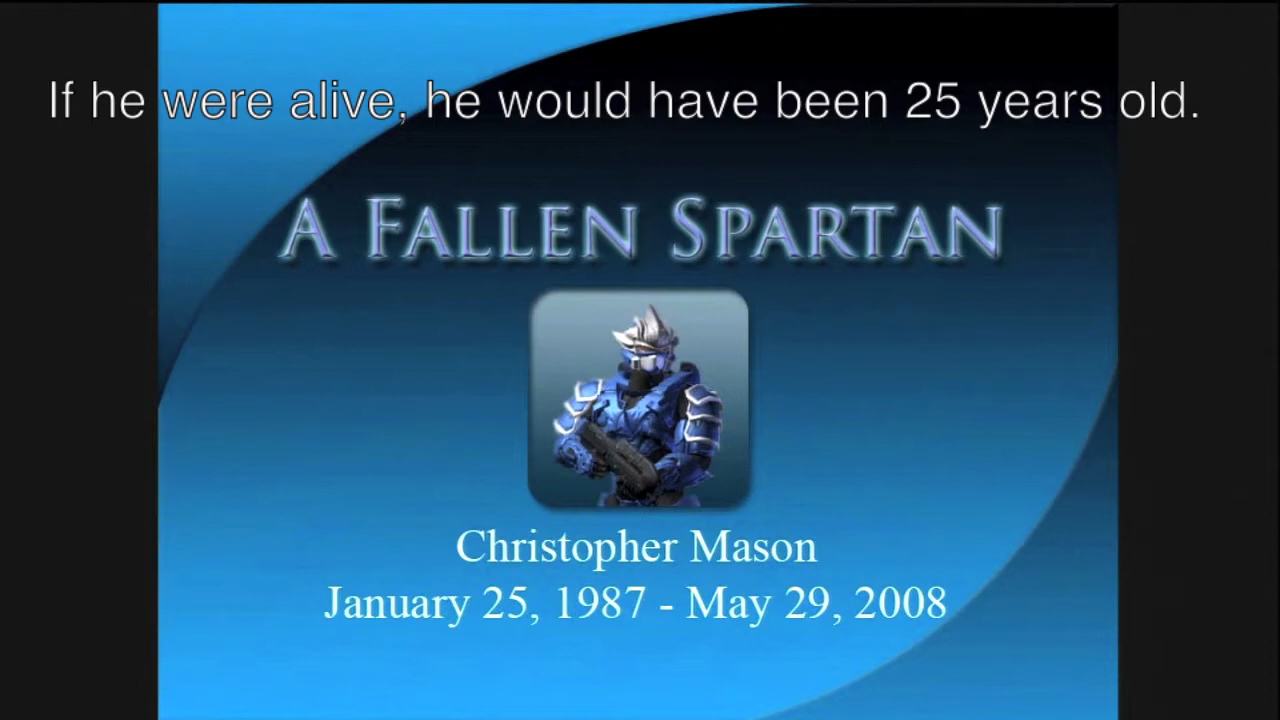 If he were alive, he would have been 25 years old.
A FALLEN SPARTAN
Christopher Mason
January 25, 1987 - May 29, 2008